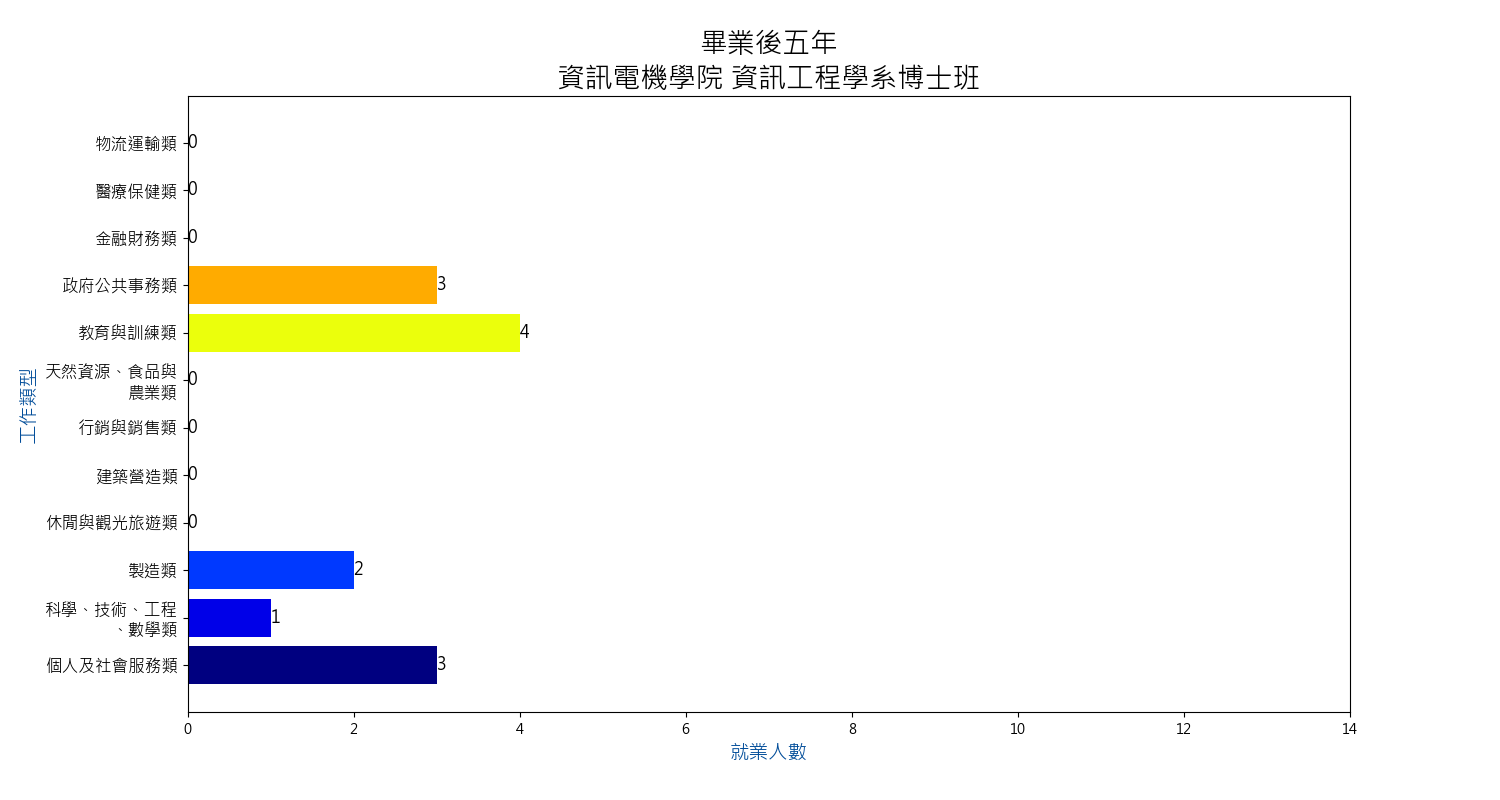 畢業後五年
資訊電機學院 資訊工程學系博士班
物流運輸類 0
醫療保健類 0
金融財務類 0
政府公共事務類 3
教育與訓練類 4
天然資源、食品與
農業類 0
行銷與銷售類 0
建築營造類 0
休閒與觀光旅遊類 0
製造類 2
科學、技術、工程
、數學類 1
個人及社會服務類 3
工作類型
0 2 4 6 8 10 12 14
就業人數